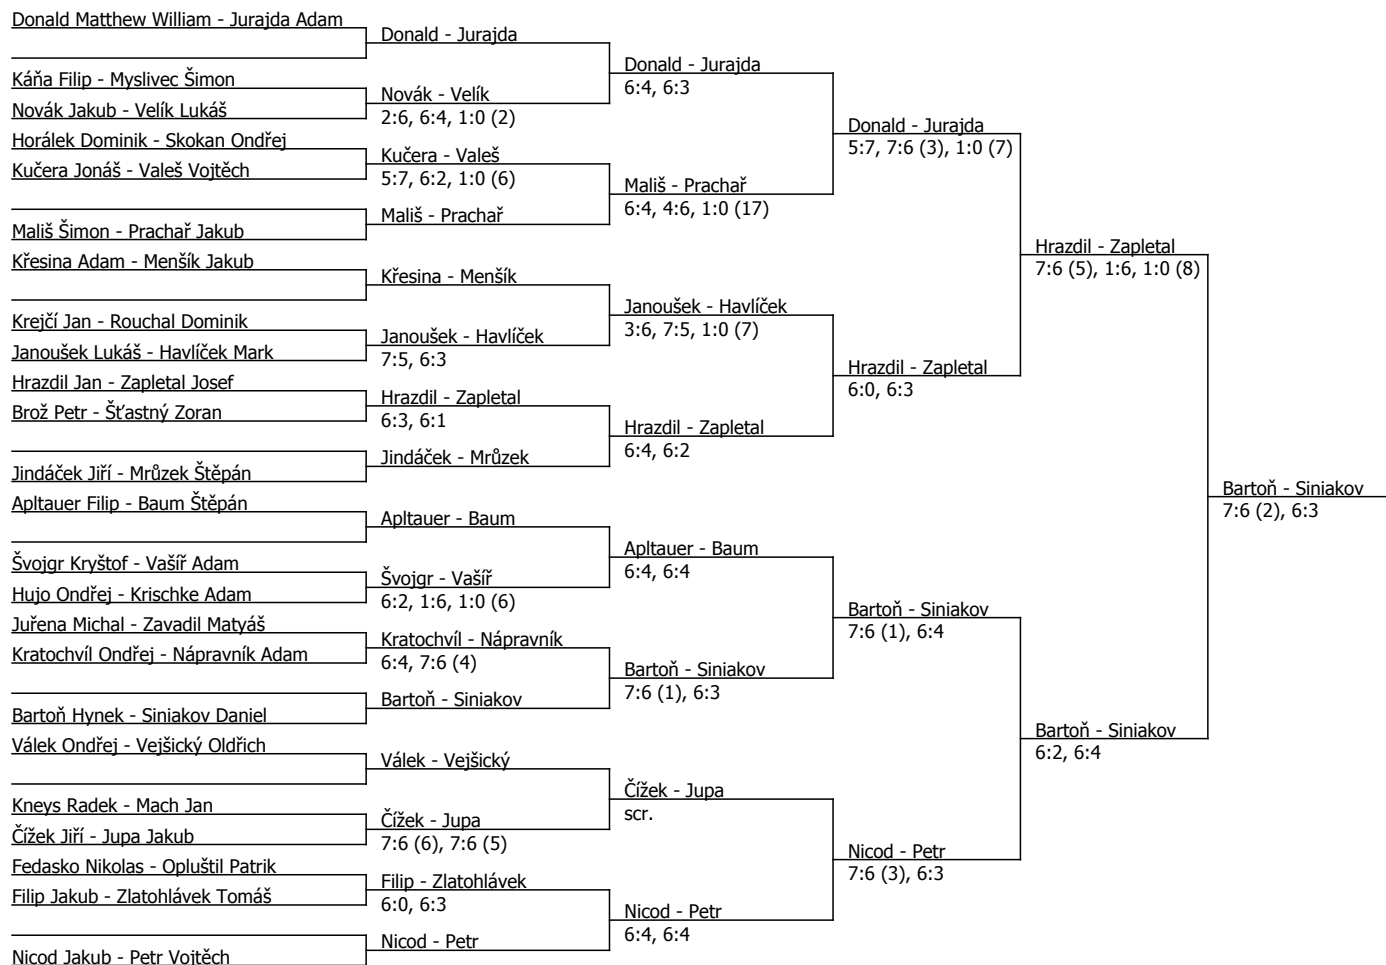 Donald Matthew William - Jurajda Adam
Káňa Filip - Myslivec Šimon
Novák Jakub - Velík Lukáš
Horálek Dominik - Skokan Ondřej
Kučera Jonáš - Valeš Vojtěch
Mališ Šimon - Prachař Jakub
Křesina Adam - Menšík Jakub
Krejčí Jan - Rouchal Dominik
Janoušek Lukáš - Havlíček Mark
Hrazdil Jan - Zapletal Josef
Brož Petr - Šťastný Zoran
Jindáček Jiří - Mrůzek Štěpán
Apltauer Filip - Baum Štěpán
Švojgr Kryštof - Vašíř Adam
Hujo Ondřej - Krischke Adam
Juřena Michal - Zavadil Matyáš
Kratochvíl Ondřej - Nápravník Adam
Bartoň Hynek - Siniakov Daniel
Válek Ondřej - Vejšický Oldřich
Kneys Radek - Mach Jan
Čížek Jiří - Jupa Jakub
Fedasko Nikolas - Opluštil Patrik
Filip Jakub - Zlatohlávek Tomáš
Nicod Jakub - Petr Vojtěch
Donald - Jurajda
Novák - Velík
2:6, 6:4, 1:0 (2)
Kučera - Valeš
5:7, 6:2, 1:0 (6)
Mališ - Prachař
Křesina - Menšík
Janoušek - Havlíček
7:5, 6:3
Hrazdil - Zapletal
6:3, 6:1
Jindáček - Mrůzek
Apltauer - Baum
Švojgr - Vašíř
6:2, 1:6, 1:0 (6)
Kratochvíl - Nápravník
6:4, 7:6 (4)
Bartoň - Siniakov
Válek - Vejšický
Čížek - Jupa
7:6 (6), 7:6 (5)
Filip - Zlatohlávek
6:0, 6:3
Nicod - Petr
Donald - Jurajda
6:4, 6:3
Mališ - Prachař
6:4, 4:6, 1:0 (17)
Janoušek - Havlíček
3:6, 7:5, 1:0 (7)
Hrazdil - Zapletal
6:4, 6:2
Apltauer - Baum
6:4, 6:4
Bartoň - Siniakov
7:6 (1), 6:3
Čížek - Jupa
scr.
Nicod - Petr
6:4, 6:4
Donald - Jurajda
5:7, 7:6 (3), 1:0 (7)
Hrazdil - Zapletal
6:0, 6:3
Bartoň - Siniakov
7:6 (1), 6:4
Nicod - Petr
7:6 (3), 6:3
Hrazdil - Zapletal
7:6 (5), 1:6, 1:0 (8)
Bartoň - Siniakov
6:2, 6:4
Bartoň - Siniakov
7:6 (2), 6:3